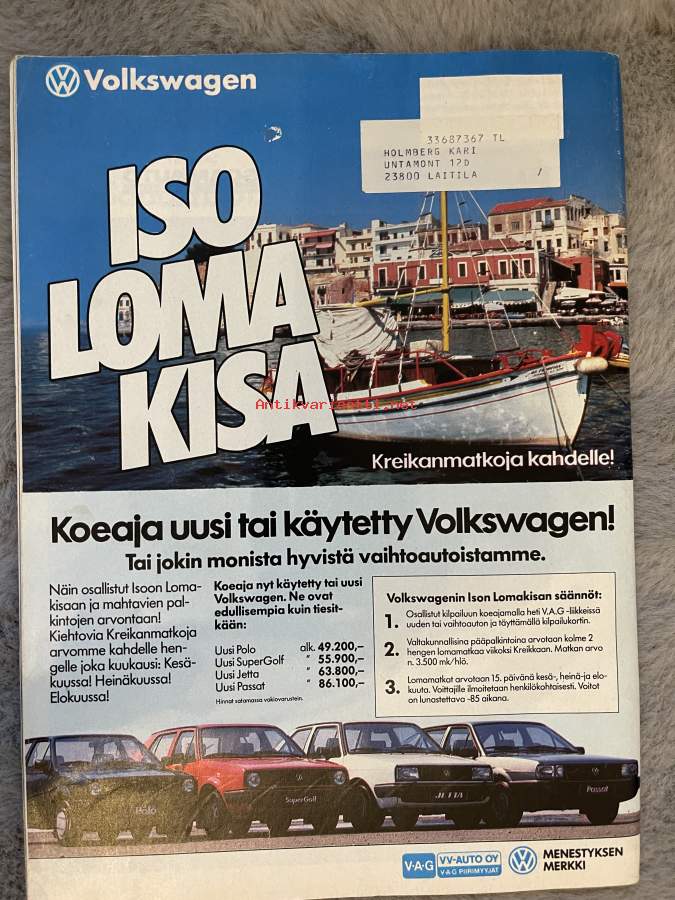 Volkswagen
33687367 TL
HOLMBERG KARI
UNTAMONT 12D
23800 LAITILA /
ISO
LOMA
KISA
Antikvariaatti.net
Kreikanmatkoja kahdelle!
Koeaja uusi tai käytetty Volkswagen!
Tai jokin monista hyvistä vaihtoautoistamme.
Näin osallistut Isoon Loma-
kisaan ja mahtavien pal-
kintojen arvontaan!
Kiehtovia Kreikanmatkoja
arvomme kahdelle hen-
gelle joka kuukausi: Kesä-
kuussa! Heinäkuussa!
Elokuussa!
Koeaja nyt käytetty tai uusi
Volkswagen. Ne ovat
edullisempia kuin tiesit-
kään:
Uusi Polo alk. 49.200,–
Uusi SuperGolf " 55.900,–
Uusi Jetta " 63.800,–
Uusi Passat " 86.100,–
Hinnat satamassa vakiovarustein.
Volkswagenin Ison Lomakisan säännöt:
1. Osallistut kilpailuun koeajamalla heti V.A.G -liikkeissä
uuden tai vaihtoauton ja täyttämällä kilpailukortin.
2. Valtakunnallisina pääpalkintoina arvotaan kolme 2
hengen lomamatkaa viikoksi Kreikkaan. Matkan arvo
n. 3.500 mk/hlö.
3. Lomamatkat arvotaan 15. päivänä kesä-, heinä-ja elo-
kuuta. Voittajille ilmoitetaan henkilökohtaisesti. Voitot
on lunastettava -85 aikana.
Polo
SuperGolf
JETTA
Passat
V·A·G
VV-AUTO OY
V·A·G PIIRIMYYJÄT
MENESTYKSEN
MERKKI